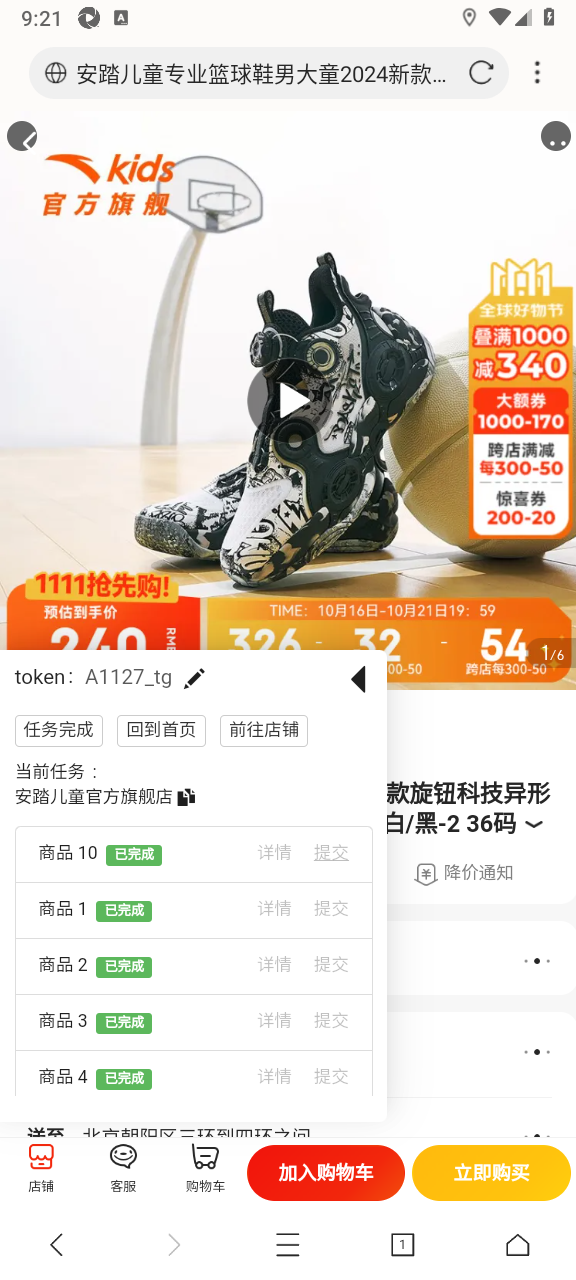 9:21
A
安踏儿童专业篮球鞋男大童2024新款...
kids
官方旗舰
全球好物节
叠满1000
减340
大额券
1000-170
跨店满减
每300-50
惊喜券
200-20
1111抢先购!
预估到手价
TIME：10月16日-10月21日19：59
240
RMB
326 - 32 - 54
00-50
跨店每300-50
1/6
token：A1127_tg
任务完成
回到首页
前往店铺
当前任务：
安踏儿童官方旗舰店
款旋钮科技异形
白/黑-2 36码
降价通知
商品 10 已完成 详情 提交
商品 1 已完成 详情 提交
商品 2 已完成 详情 提交
商品 3 已完成 详情 提交
商品 4 已完成 详情 提交
送至 北京朝阳区三环到四环之间
店铺
客服
购物车
加入购物车
立即购买
1